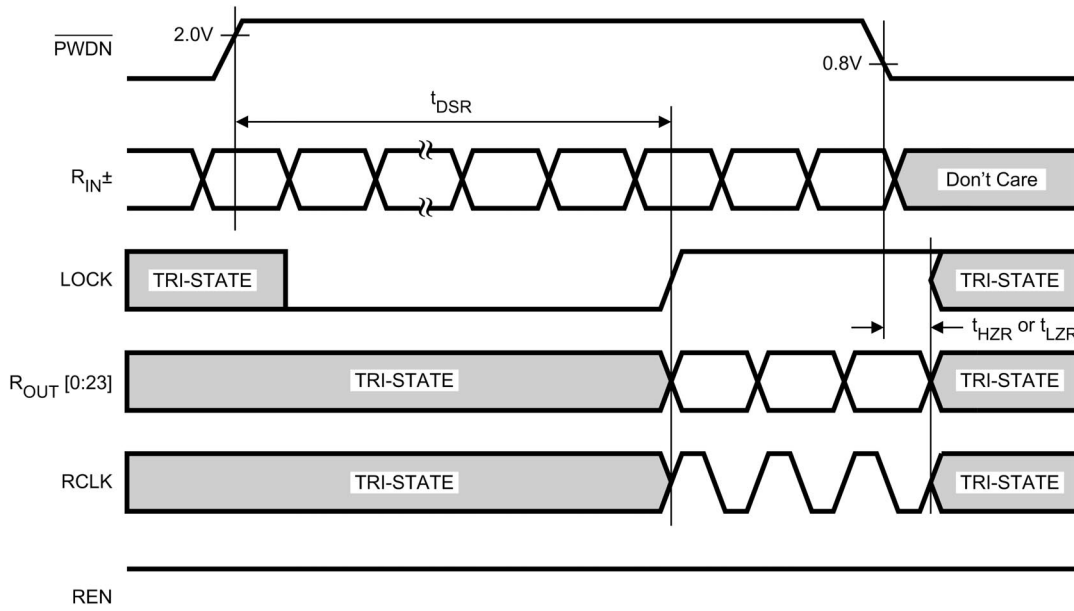 PWDN
2.0V
0.8V
tDSR
RIN±
Don't Care
LOCK
TRI-STATE
TRI-STATE
tHZR or tLZR
ROUT [0:23]
TRI-STATE
TRI-STATE
RCLK
TRI-STATE
TRI-STATE
REN